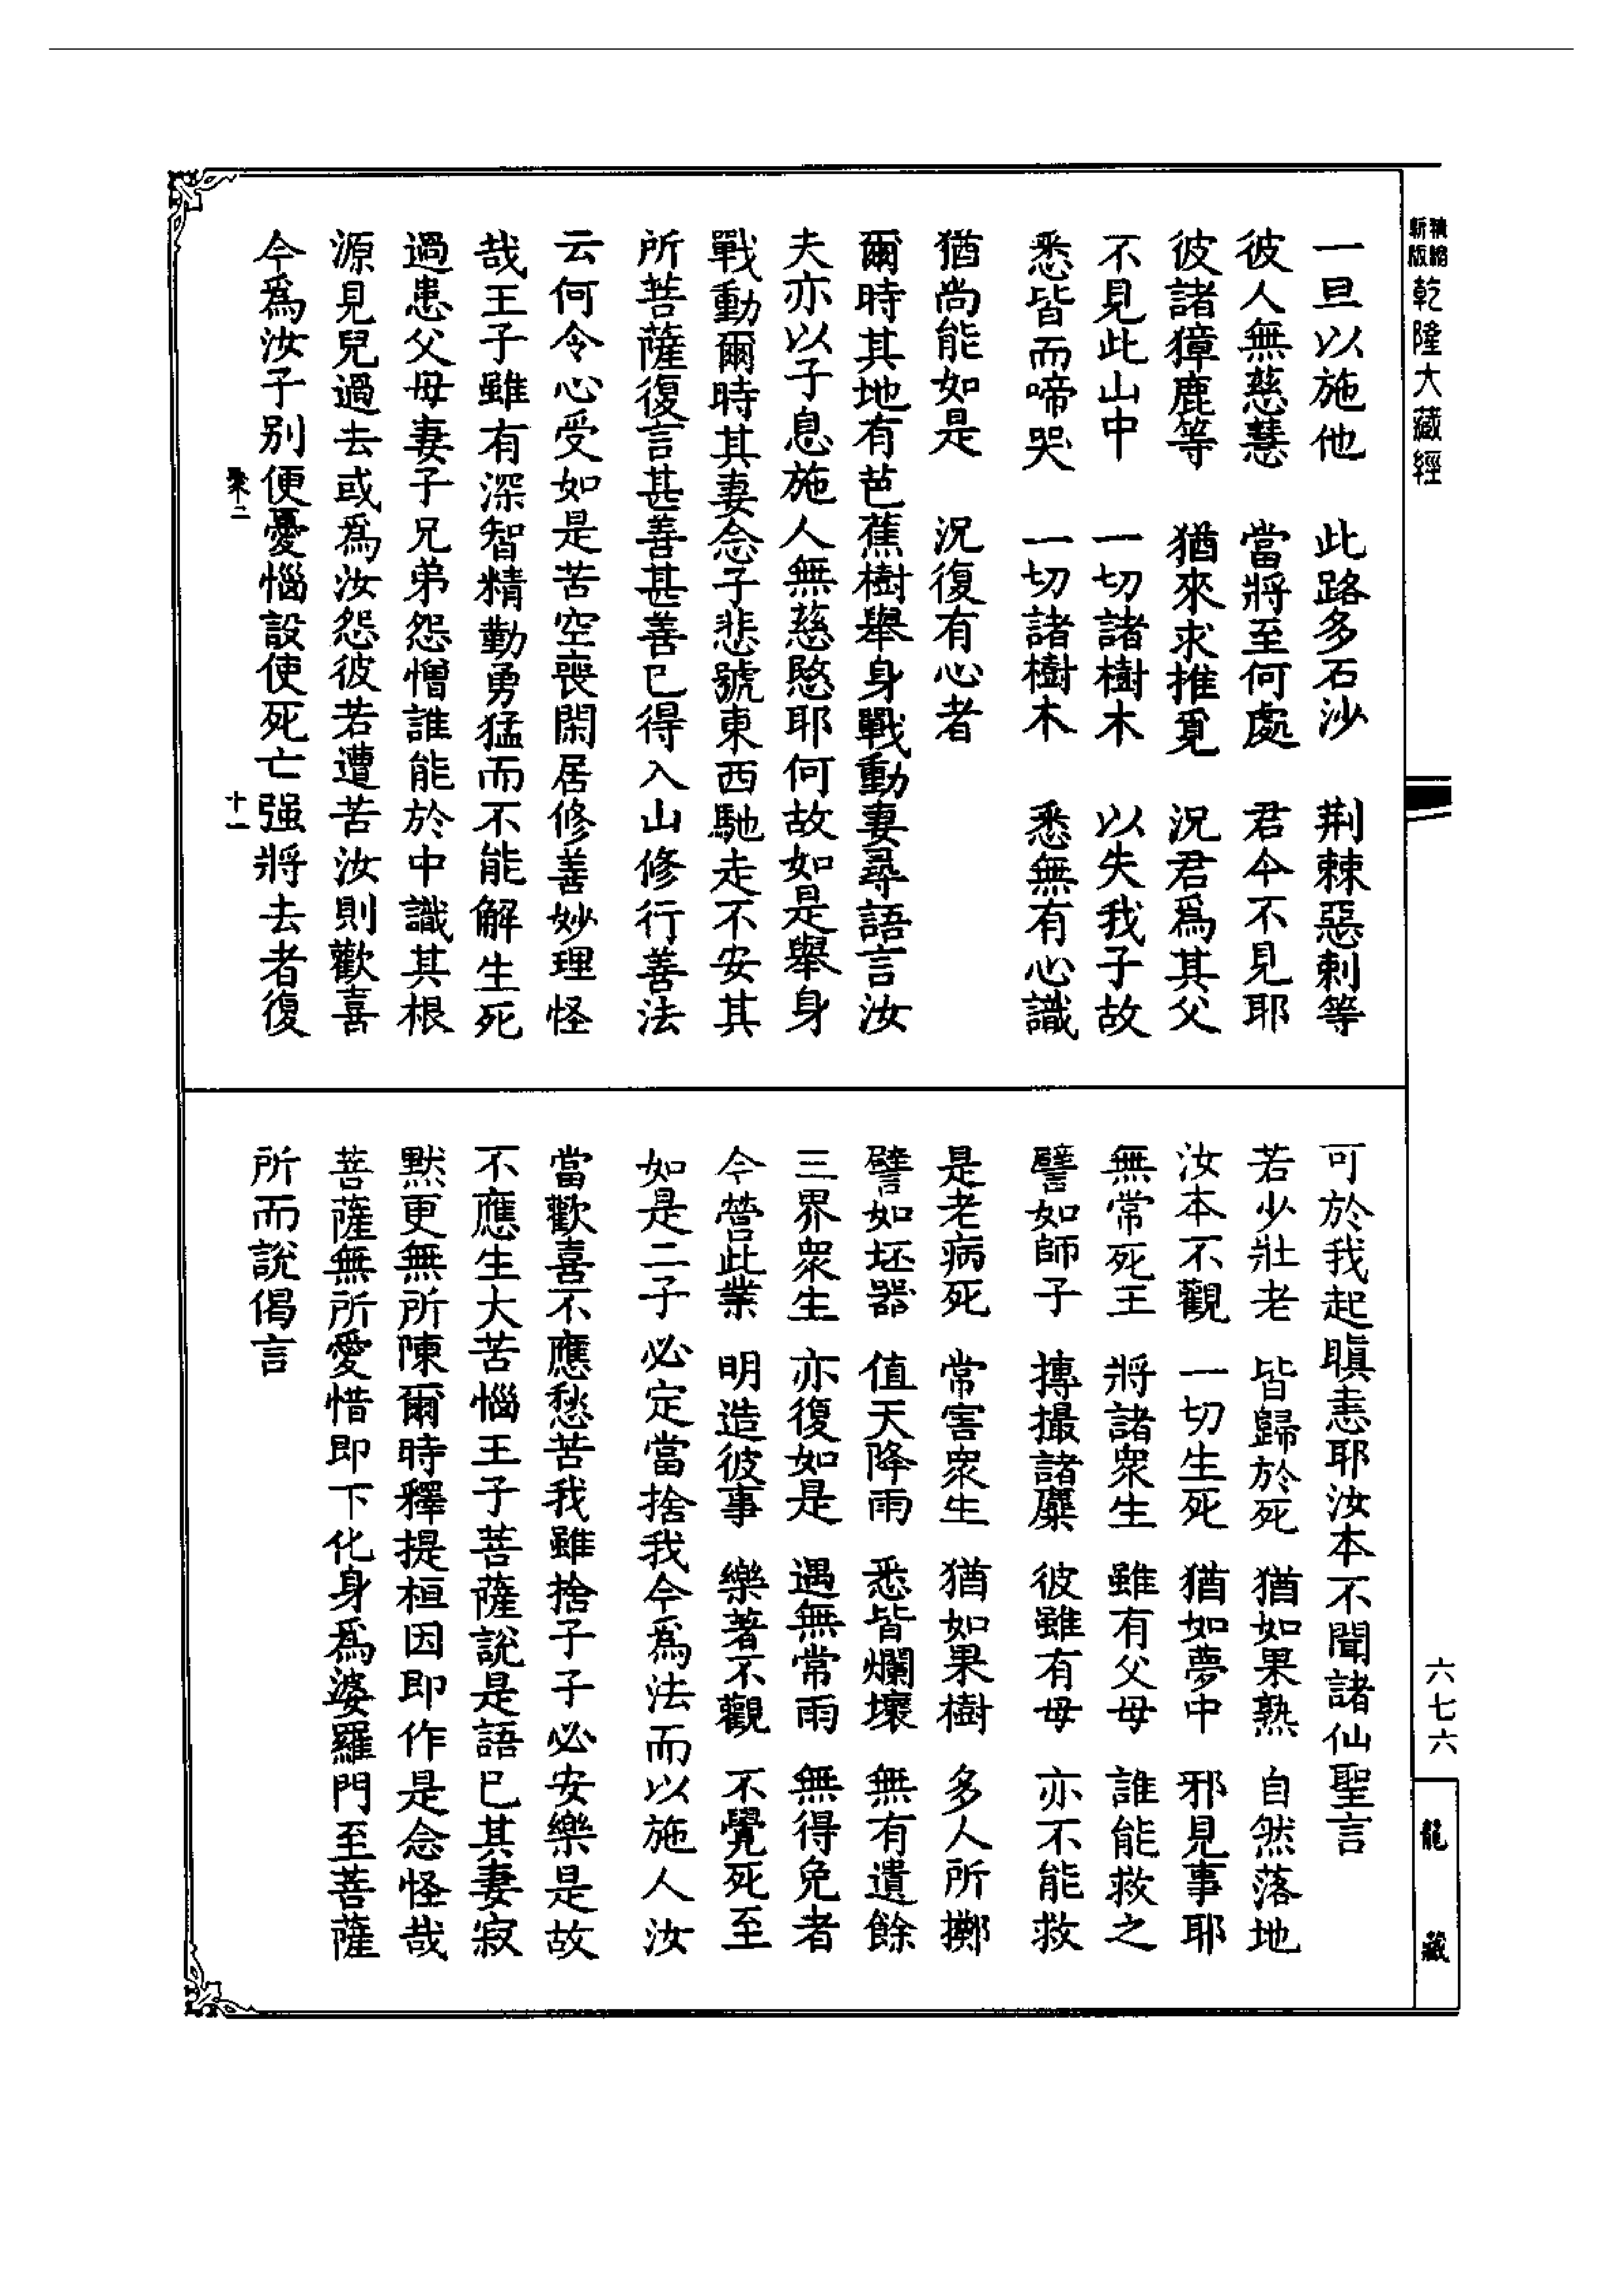 新版精縮乾隆大藏經
一旦以施他　此路多石沙　荆棘惡刺等
彼人無慈慧　當將至何處　君今不見耶
彼諸獐鹿等　猶來求推覓　況君爲其父
不見此山中　一切諸樹木　以失我子故
悉皆而啼哭　一切諸樹木　悉無有心識
猶尚能如是　況復有心者
爾時其地有芭蕉樹舉身戰動妻尋語言汝
夫亦以子息施人無慈愍耶何故如是舉身
戰動爾時其妻念子悲號東西馳走不安其
所菩薩復言甚善甚善已得入山修行善法
云何令心受如是苦空喪閑居修善妙理怪
哉王子雖有深智精勤勇猛而不能解生死
過患父母妻子兄弟怨憎誰能於中識其根
源見兒過去或爲汝怨彼若遭苦汝則歡喜
今爲汝子別便憂惱設使死亡强將去者復
十一
可於我起瞋恚耶汝本不聞諸仙聖言
若少壯老　皆歸於死　猶如果熟　自然落地
汝本不觀　一切生死　猶如夢中　邪見事耶
無常死王　將諸衆生　雖有父母　誰能救之
譬如師子　摶撮諸麋　彼雖有母　亦不能救
是老病死　常害衆生　猶如果樹　多人所擲
譬如坯器　值天降雨　悉皆爛壞　無有遺餘
三界衆生　亦復如是　遇無常雨　無得免者
今營此業　明造彼事　樂著不觀　不覺死至
如是二子必定當捨我今爲法而以施人汝
當歡喜不應愁苦我雖捨子子必安樂是故
不應生大苦惱王子菩薩說是語已其妻寂
默更無所陳爾時釋提桓因即作是念怪哉
菩薩無所愛惜即下化身爲婆羅門至菩薩
所而說偈言
六七六
龍藏